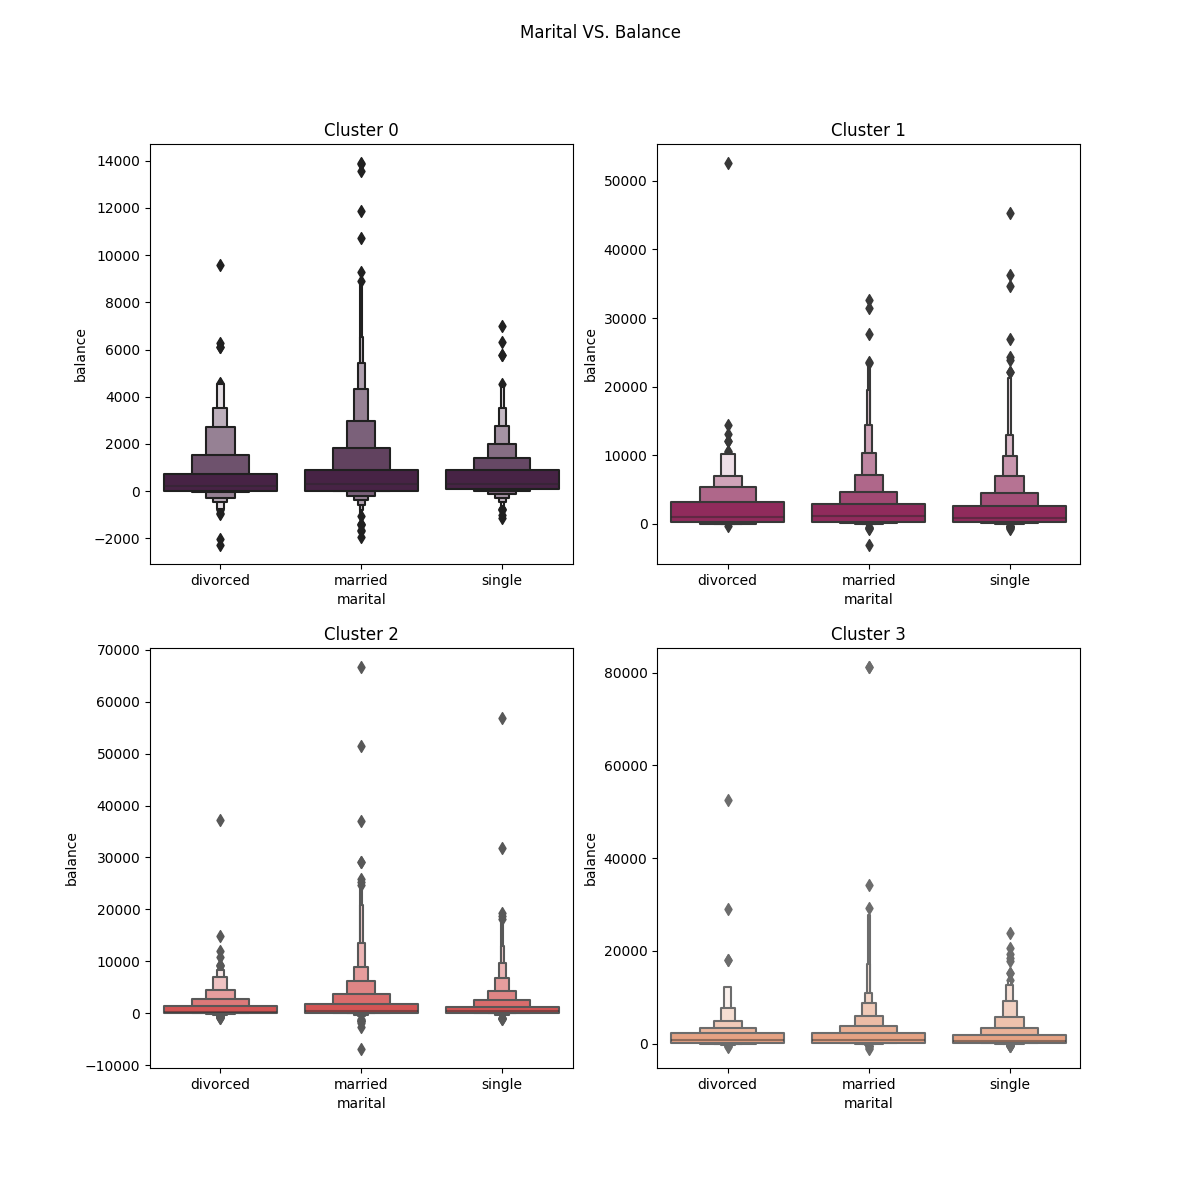 Marital VS. Balance
Cluster 0
14000
12000
10000
8000
6000
4000
2000
0
−2000
balance
divorced married single
marital
Cluster 1
50000
40000
30000
20000
10000
0
balance
divorced married single
marital
Cluster 2
70000
60000
50000
40000
30000
20000
10000
0
−10000
balance
divorced married single
marital
Cluster 3
80000
60000
40000
20000
0
balance
divorced married single
marital